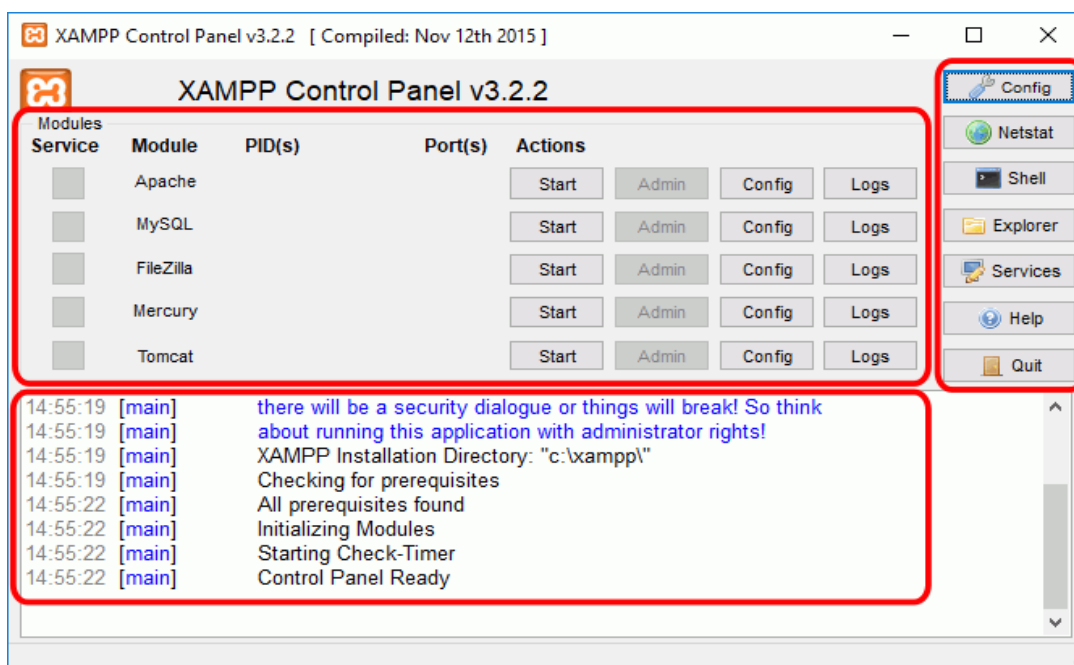 XAMPP Control Panel v3.2.2 [ Compiled: Nov 12th 2015 ]
XAMPP Control Panel v3.2.2
Modules
Service Module PID(s) Port(s) Actions
Apache Start Admin Config Logs
MySQL Start Admin Config Logs
FileZilla Start Admin Config Logs
Mercury Start Admin Config Logs
Tomcat Start Admin Config Logs
Config
Netstat
Shell
Explorer
Services
Help
Quit
14:55:19 [main] there will be a security dialogue or things will break! So think
14:55:19 [main] about running this application with administrator rights!
14:55:19 [main] XAMPP Installation Directory: "c:\xampp\"
14:55:19 [main] Checking for prerequisites
14:55:22 [main] All prerequisites found
14:55:22 [main] Initializing Modules
14:55:22 [main] Starting Check-Timer
14:55:22 [main] Control Panel Ready